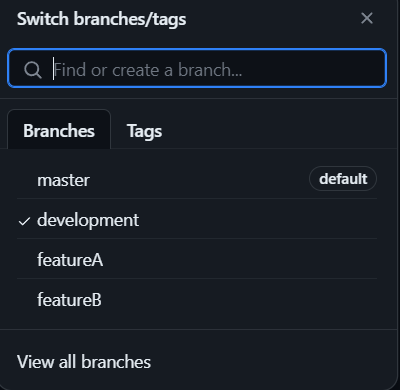 Switch branches/tags
Find or create a branch...
Branches Tags
master default
development
featureA
featureB
View all branches